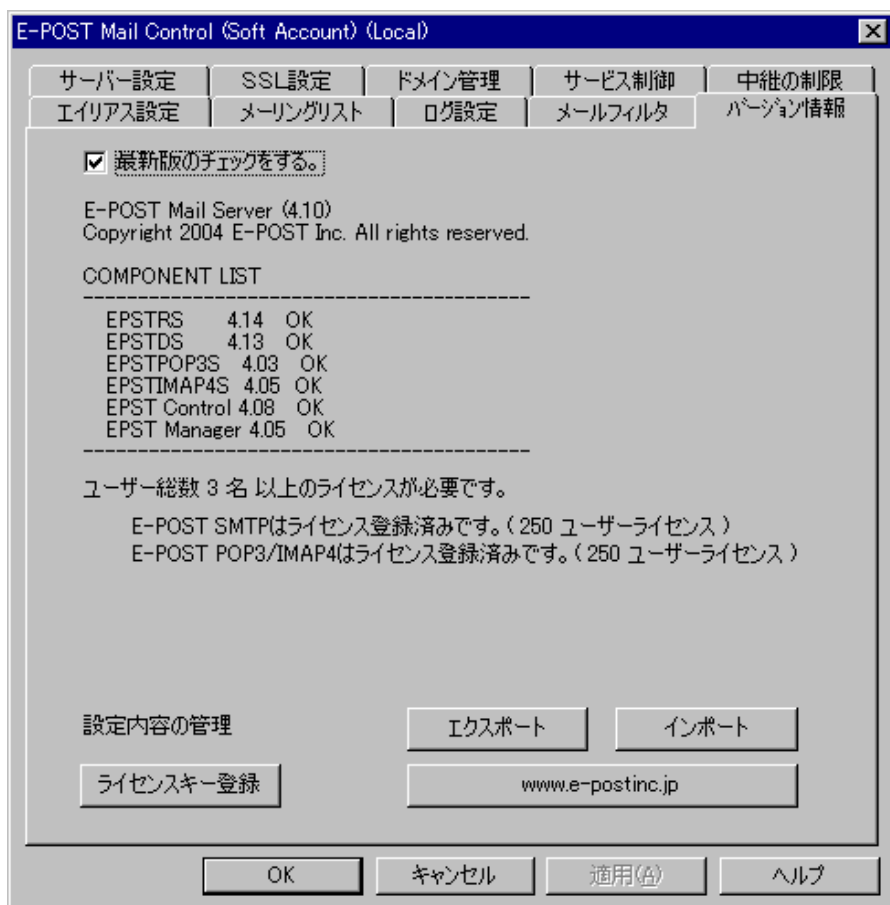 E-POST Mail Control (Soft Account) (Local)
サーバー設定 SSL設定 ドメイン管理 サービス制御 中継の制限
エイリアス設定 メーリングリスト ログ設定 メールフィルタ バージョン情報
最新版のチェックをする。
E-POST Mail Server (4.10)
Copyright 2004 E-POST Inc. All rights reserved.
COMPONENT LIST
--------------------------------------------------
EPSTRS 4.14 OK
EPSTDS 4.13 OK
EPSTPOP3S 4.03 OK
EPSTIMAP4S 4.05 OK
EPST Control 4.08 OK
EPST Manager 4.05 OK
--------------------------------------------------
ユーザー総数 3 名 以上のライセンスが必要です。
E-POST SMTPはライセンス登録済みです。( 250 ユーザーライセンス )
E-POST POP3/IMAP4はライセンス登録済みです。( 250 ユーザーライセンス )
設定内容の管理 エクスポート インポート
ライセンスキー登録 www.e-postinc.jp
OK キャンセル 適用(A) ヘルプ